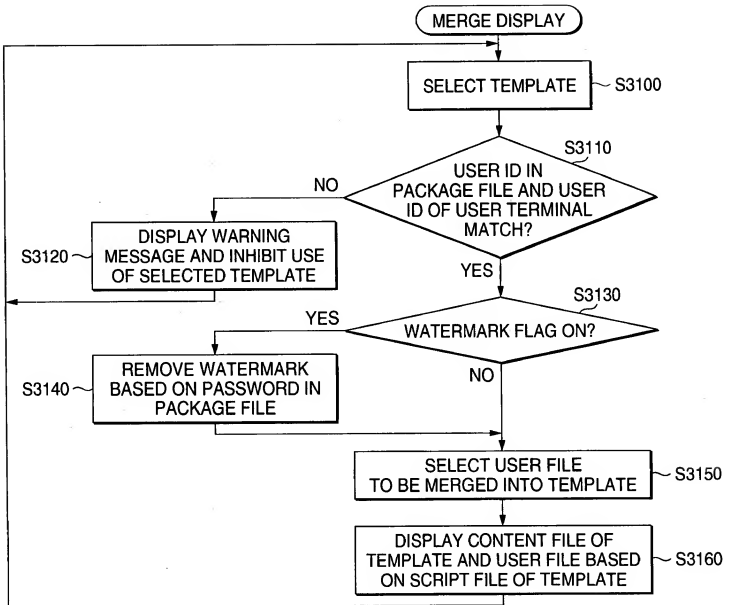 MERGE DISPLAY
SELECT TEMPLATE
S3100
S3110
USER ID IN
PACKAGE FILE AND USER
ID OF USER TERMINAL
MATCH?
NO
DISPLAY WARNING
MESSAGE AND INHIBIT USE
OF SELECTED TEMPLATE
S3120
YES
S3130
WATERMARK FLAG ON?
YES
REMOVE WATERMARK
BASED ON PASSWORD IN
PACKAGE FILE
S3140
NO
SELECT USER FILE
TO BE MERGED INTO TEMPLATE
S3150
DISPLAY CONTENT FILE OF
TEMPLATE AND USER FILE BASED
ON SCRIPT FILE OF TEMPLATE
S3160